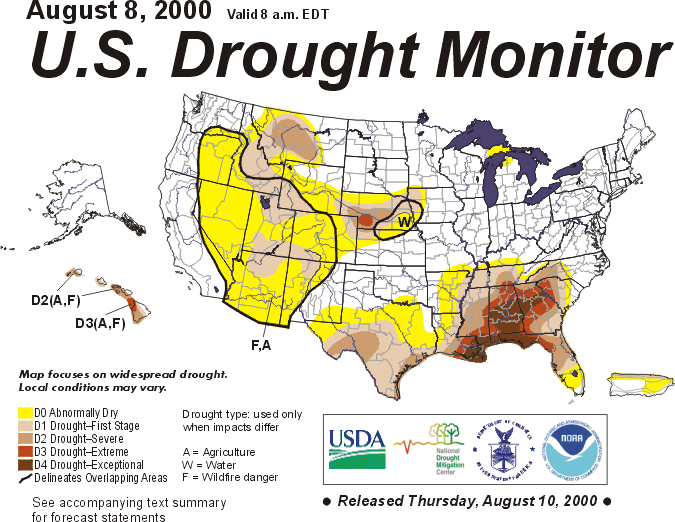 August 8, 2000 Valid 8 a.m. EDT
U.S. Drought Monitor
W
D2(A,F)
D3(A,F)
F,A
Map focuses on widespread drought.
Local conditions may vary.
D0 Abnormally Dry
D1 Drought–First Stage
D2 Drought–Severe
D3 Drought–Extreme
D4 Drought–Exceptional
Delineates Overlapping Areas
Drought type: used only
when impacts differ
A = Agriculture
W = Water
F = Wildfire danger
USDA
National
Drought
Mitigation
Center
NOAA
See accompanying text summary
for forecast statements
● Released Thursday, August 10, 2000 ●